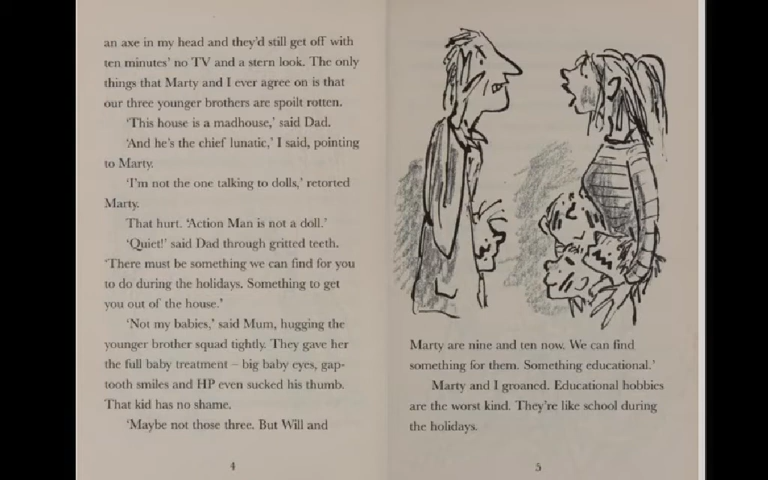 an axe in my head and they'd still get off with
ten minutes' no TV and a stern look. The only
things that Marty and I ever agree on is that
our three younger brothers are spoilt rotten.
'This house is a madhouse,' said Dad.
'And he's the chief lunatic,' I said, pointing
to Marty.
'I'm not the one talking to dolls,' retorted
Marty.
That hurt. 'Action Man is not a doll.'
'Quiet!' said Dad through gritted teeth.
'There must be something we can find for you
to do during the holidays. Something to get
you out of the house.'
'Not my babies,' said Mum, hugging the
younger brother squad tightly. They gave her
the full baby treatment – big baby eyes, gap-
tooth smiles and HP even sucked his thumb.
That kid has no shame.
'Maybe not those three. But Will and
4
Marty are nine and ten now. We can find
something for them. Something educational.'
Marty and I groaned. Educational hobbies
are the worst kind. They're like school during
the holidays.
5